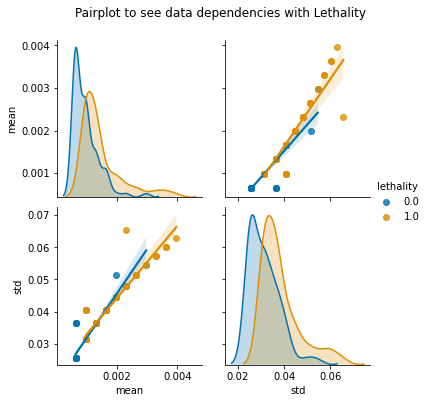 Pairplot to see data dependencies with Lethality
0.004
0.003
0.002
0.001
mean
lethality
0.0
1.0
0.07
0.06
0.05
0.04
0.03
std
0.002
0.004
mean
0.02
0.04
0.06
std